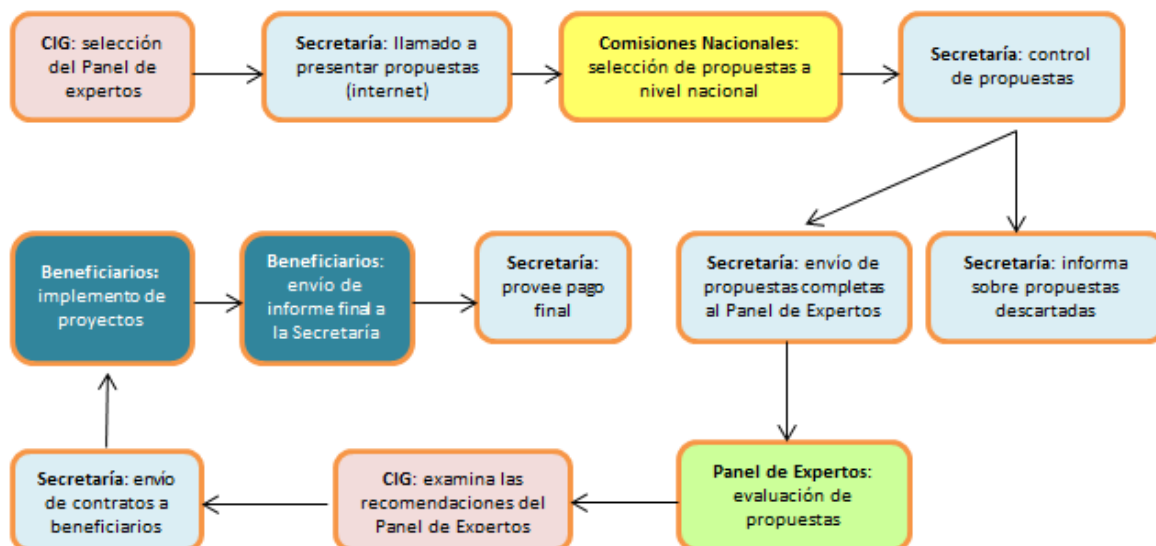 CIG: selección
del Panel de
expertos
Secretaría: llamado a
presentar propuestas
(internet)
Comisiones Nacionales:
selección de propuestas a
nivel nacional
Secretaría: control
de propuestas
Beneficiarios:
implemento de
proyectos
Beneficiarios:
envío de
informe final a
la Secretaría
Secretaría:
provee pago
final
Secretaría: envío de
propuestas completas
al Panel de Expertos
Secretaría: informa
sobre propuestas
descartadas
Secretaría: envío
de contratos a
beneficiarios
CIG: examina las
recomendaciones del
Panel de Expertos
Panel de Expertos:
evaluación de
propuestas